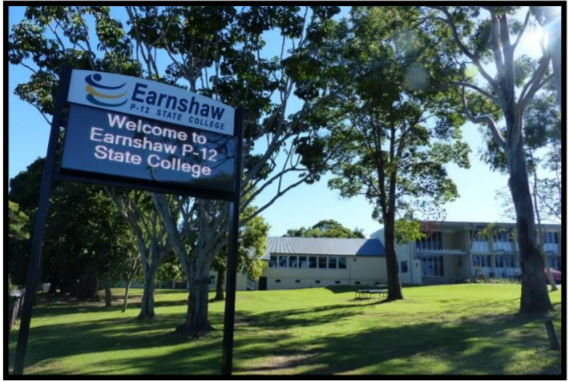 Earnshaw
P-12 STATE COLLEGE
Welcome to
Earnshaw P-12
State College